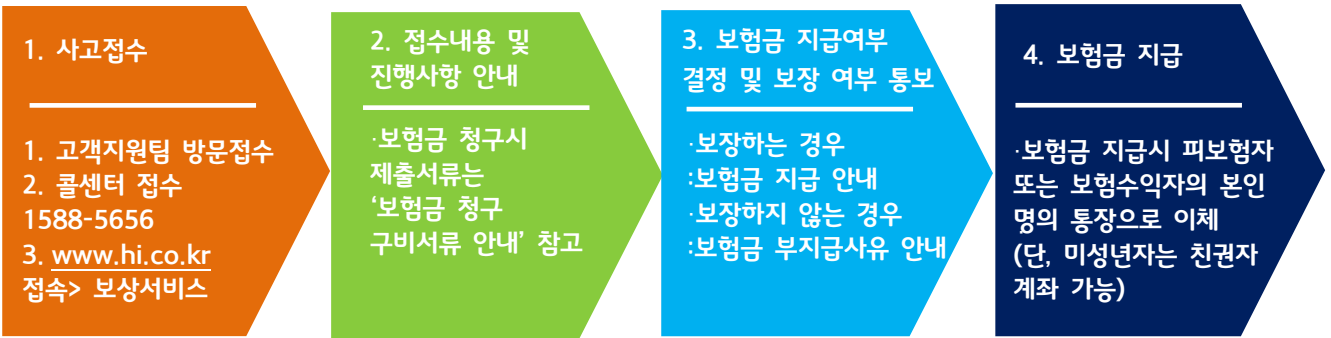 1. 사고접수
1. 고객지원팀 방문접수
2. 콜센터 접수
1588-5656
3. www.hi.co.kr
접속> 보상서비스
2. 접수내용 및
진행사항 안내
·보험금 청구시
제출서류는
‘보험금 청구
구비서류 안내’ 참고
3. 보험금 지급여부
결정 및 보장 여부 통보
·보장하는 경우
:보험금 지급 안내
·보장하지 않는 경우
:보험금 부지급사유 안내
4. 보험금 지급
·보험금 지급시 피보험자
또는 보험수익자의 본인
명의 통장으로 이체
(단, 미성년자는 친권자
계좌 가능)